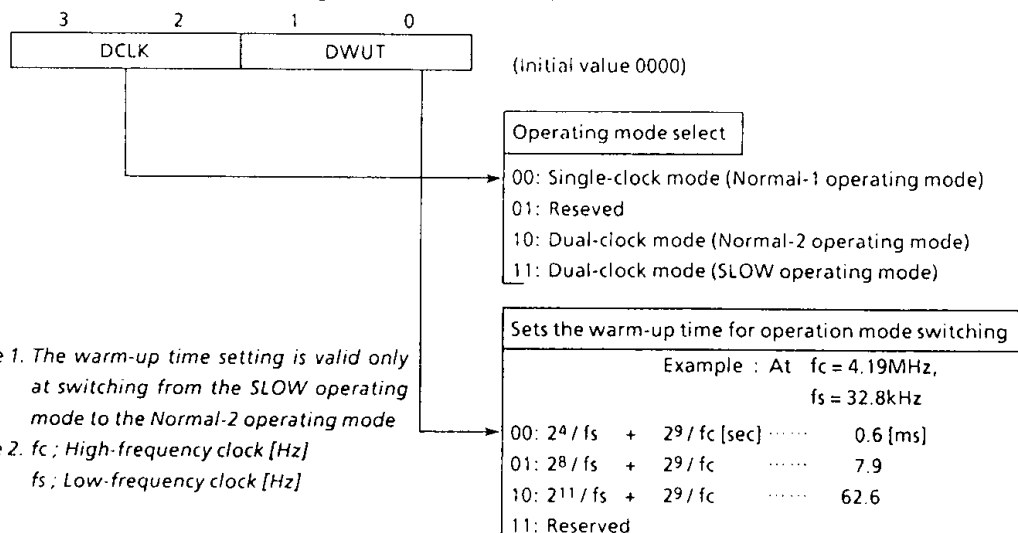 3 2 1 0
DCLK DWUT
(Initial value 0000)
Operating mode select
00: Single-clock mode (Normal-1 operating mode)
01: Reseved
10: Dual-clock mode (Normal-2 operating mode)
11: Dual-clock mode (SLOW operating mode)
Sets the warm-up time for operation mode switching
Example : At fc = 4.19MHz,
fs = 32.8kHz
00: 2⁴ / fs + 2⁹ / fc [sec] ······ 0.6 [ms]
01: 2⁸ / fs + 2⁹ / fc ······ 7.9
10: 2¹¹ / fs + 2⁹ / fc ······ 62.6
11: Reserved
e 1. The warm-up time setting is valid only
at switching from the SLOW operating
mode to the Normal-2 operating mode
e 2. fc ; High-frequency clock [Hz]
fs ; Low-frequency clock [Hz]